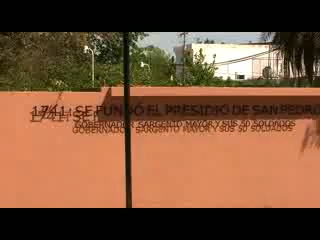 1741: SE FUNDÓ EL PRESIDIO DE SAN PEDRO
GOBERNADOR, SARGENTO MAYOR Y SUS 50 SOLDADOS